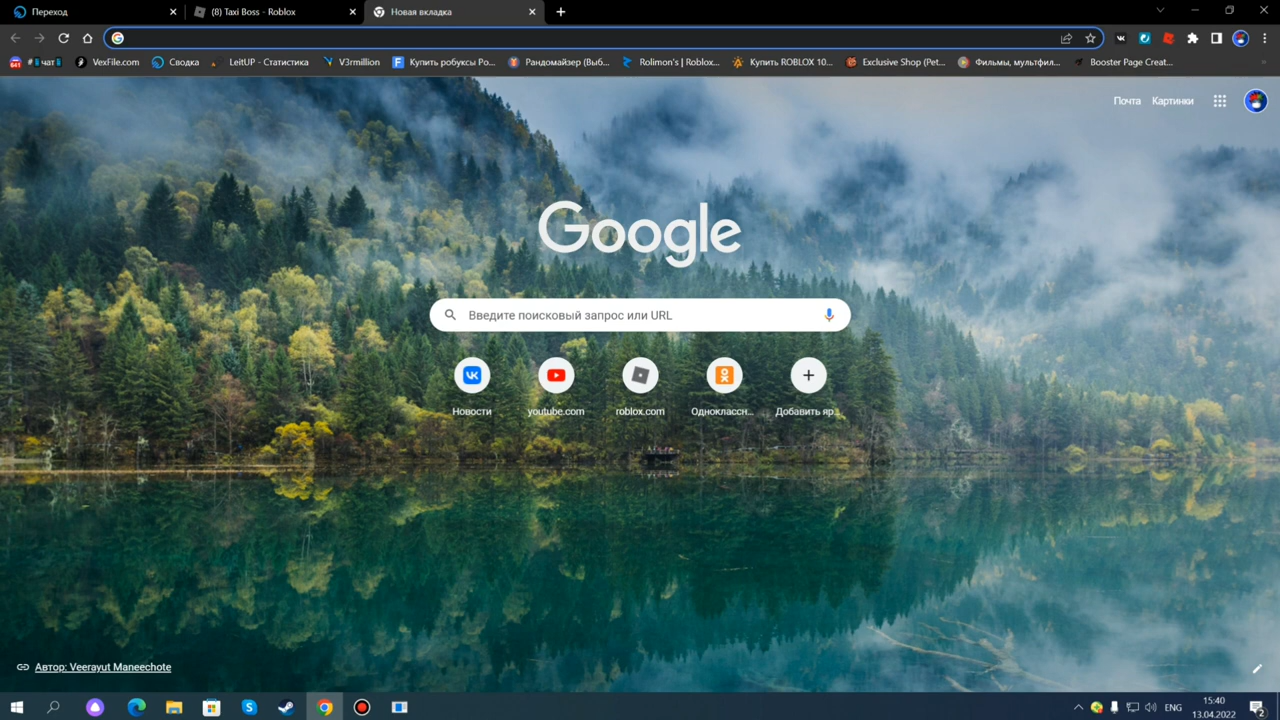 Переход
(8) Taxi Boss - Roblox
Новая вкладка
641 #чат
VexFile.com
Сводка
LeitUP - Статистика
V3rmillion
Купить робуксы Ро...
Рандомайзер (Выб...
Rolimon's | Roblox...
Купить ROBLOX 10...
Exclusive Shop (Pet...
Фильмы, мультфил...
Booster Page Creat...
Почта Картинки
Google
Введите поисковый запрос или URL
Новости
youtube.com
roblox.com
Одноклассн...
Добавить яр...
Автор: Veerayut Maneechote
ENG
15:40
13.04.2022
2